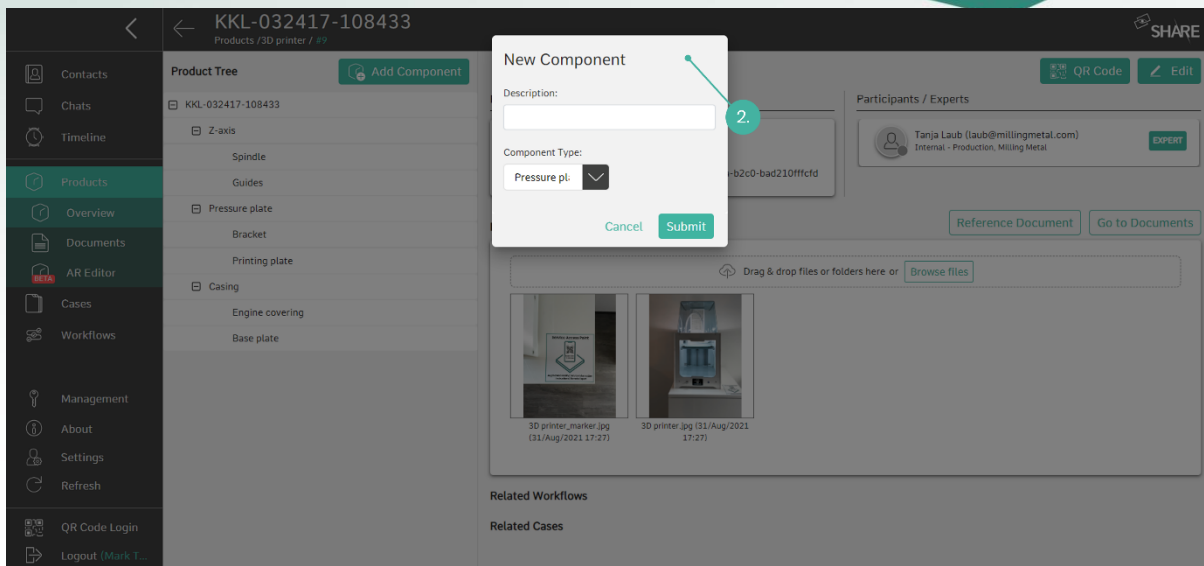 KKL-032417-108433
Products /3D printer / #9
SHARE
Contacts
Chats
Timeline
Products
Overview
Documents
BETA
AR Editor
Cases
Workflows
Management
About
Settings
Refresh
QR Code Login
Logout (Mark T...
Product Tree
Add Component
KKL-032417-108433
Z-axis
Spindle
Guides
Pressure plate
Bracket
Printing plate
Casing
Engine covering
Base plate
New Component
2.
Description:
Component Type:
Pressure pl
Cancel
Submit
QR Code
Edit
Participants / Experts
Tanja Laub (laub@millingmetal.com)
Internal - Production, Milling Metal
EXPERT
-b2c0-bad210fffcfd
Reference Document
Go to Documents
Drag & drop files or folders here or
Browse files
3D printer_marker.jpg
(31/Aug/2021 17:27)
3D printer.jpg (31/Aug/2021
17:27)
Related Workflows
Related Cases